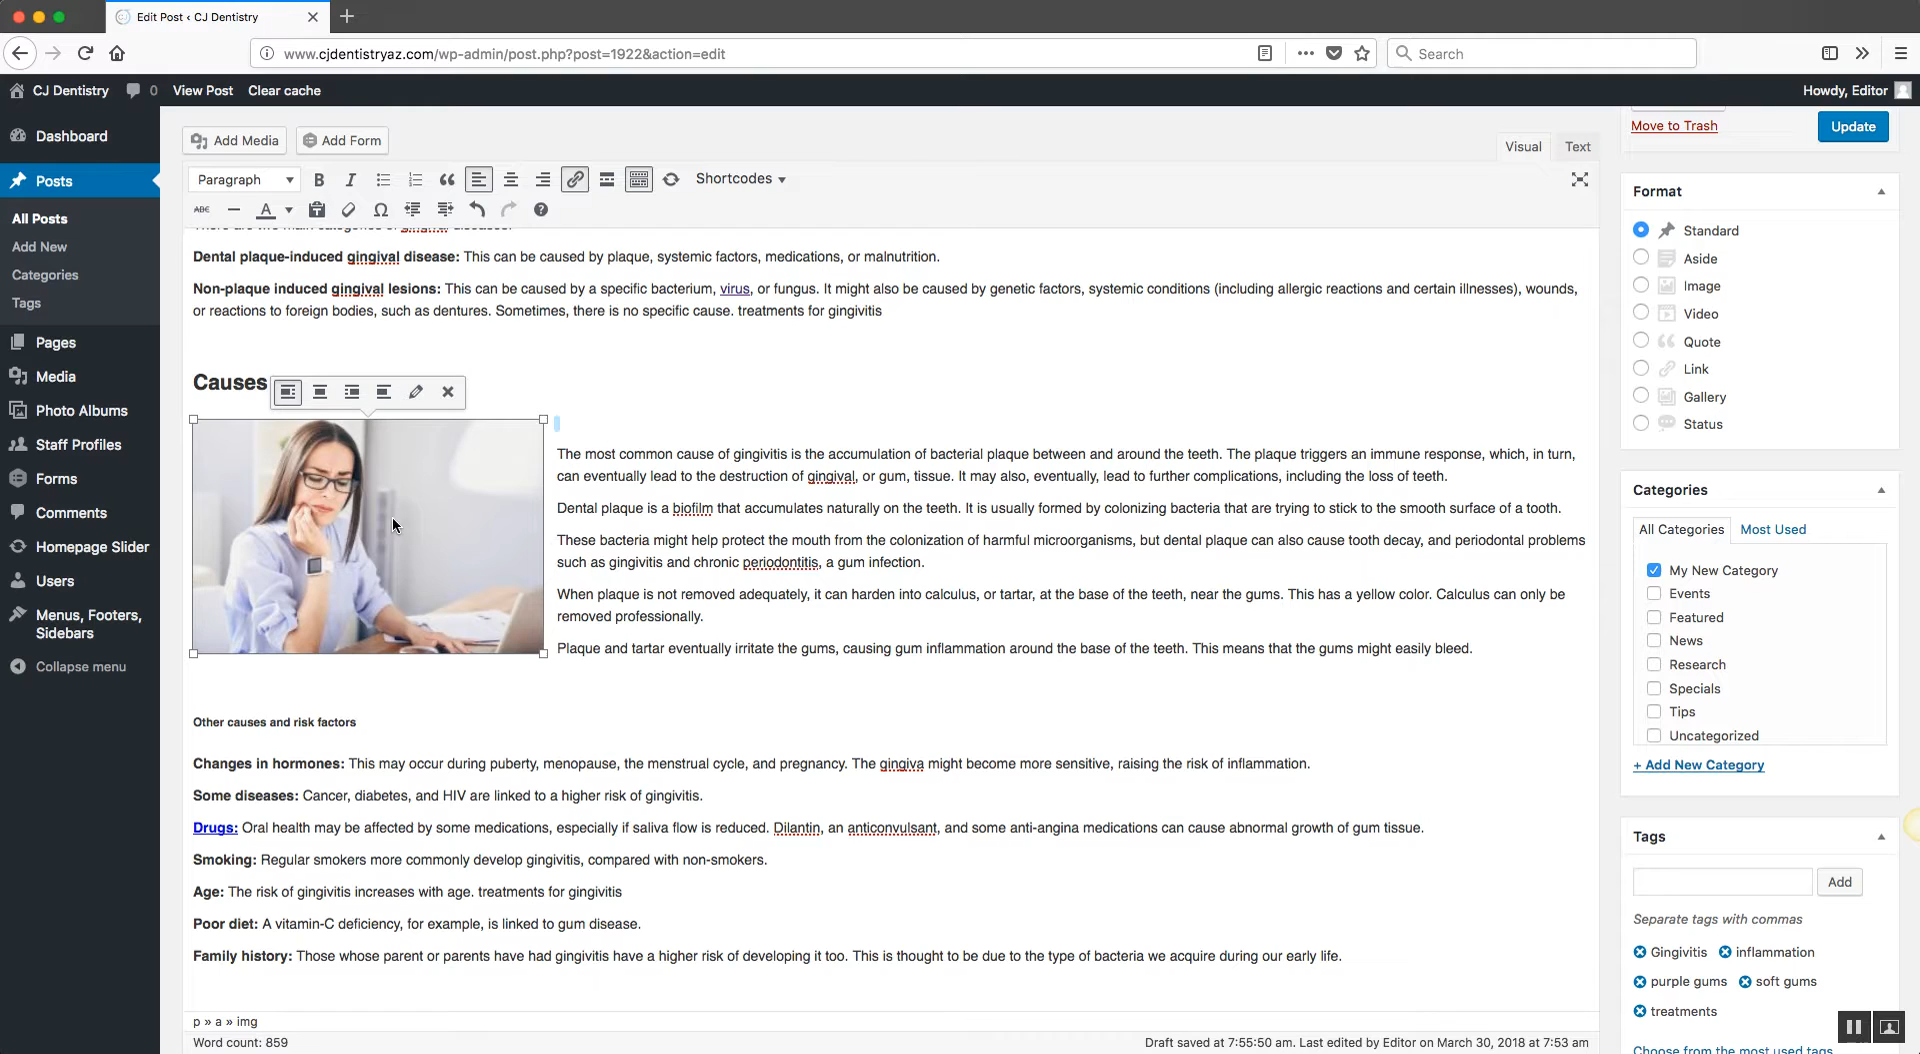 Edit Post ‹ CJ Dentistry
www.cjdentistryaz.com/wp-admin/post.php?post=1922&action=edit
Search
CJ Dentistry
0
View Post
Clear cache
Howdy, Editor
Dashboard
Posts
All Posts
Add New
Categories
Tags
Pages
Media
Photo Albums
Staff Profiles
Forms
Comments
Homepage Slider
Users
Menus, Footers,
Sidebars
Collapse menu
Add Media
Add Form
Visual
Text
Paragraph
B
I
Shortcodes
ABC
A
There are two main categories of gingival diseases:
Dental plaque-induced gingival disease: This can be caused by plaque, systemic factors, medications, or malnutrition.
Non-plaque induced gingival lesions: This can be caused by a specific bacterium, virus, or fungus. It might also be caused by genetic factors, systemic conditions (including allergic reactions and certain illnesses), wounds,
or reactions to foreign bodies, such as dentures. Sometimes, there is no specific cause. treatments for gingivitis
Causes
The most common cause of gingivitis is the accumulation of bacterial plaque between and around the teeth. The plaque triggers an immune response, which, in turn,
can eventually lead to the destruction of gingival, or gum, tissue. It may also, eventually, lead to further complications, including the loss of teeth.
Dental plaque is a biofilm that accumulates naturally on the teeth. It is usually formed by colonizing bacteria that are trying to stick to the smooth surface of a tooth.
These bacteria might help protect the mouth from the colonization of harmful microorganisms, but dental plaque can also cause tooth decay, and periodontal problems
such as gingivitis and chronic periodontitis, a gum infection.
When plaque is not removed adequately, it can harden into calculus, or tartar, at the base of the teeth, near the gums. This has a yellow color. Calculus can only be
removed professionally.
Plaque and tartar eventually irritate the gums, causing gum inflammation around the base of the teeth. This means that the gums might easily bleed.
Other causes and risk factors
Changes in hormones: This may occur during puberty, menopause, the menstrual cycle, and pregnancy. The gingiva might become more sensitive, raising the risk of inflammation.
Some diseases: Cancer, diabetes, and HIV are linked to a higher risk of gingivitis.
Drugs: Oral health may be affected by some medications, especially if saliva flow is reduced. Dilantin, an anticonvulsant, and some anti-angina medications can cause abnormal growth of gum tissue.
Smoking: Regular smokers more commonly develop gingivitis, compared with non-smokers.
Age: The risk of gingivitis increases with age. treatments for gingivitis
Poor diet: A vitamin-C deficiency, for example, is linked to gum disease.
Family history: Those whose parent or parents have had gingivitis have a higher risk of developing it too. This is thought to be due to the type of bacteria we acquire during our early life.
p » a » img
Word count: 859
Draft saved at 7:55:50 am. Last edited by Editor on March 30, 2018 at 7:53 am
Move to Trash
Update
Format
Standard
Aside
Image
Video
Quote
Link
Gallery
Status
Categories
All Categories
Most Used
My New Category
Events
Featured
News
Research
Specials
Tips
Uncategorized
+ Add New Category
Tags
Add
Separate tags with commas
Gingivitis
inflammation
purple gums
soft gums
treatments
Choose from the most used tags